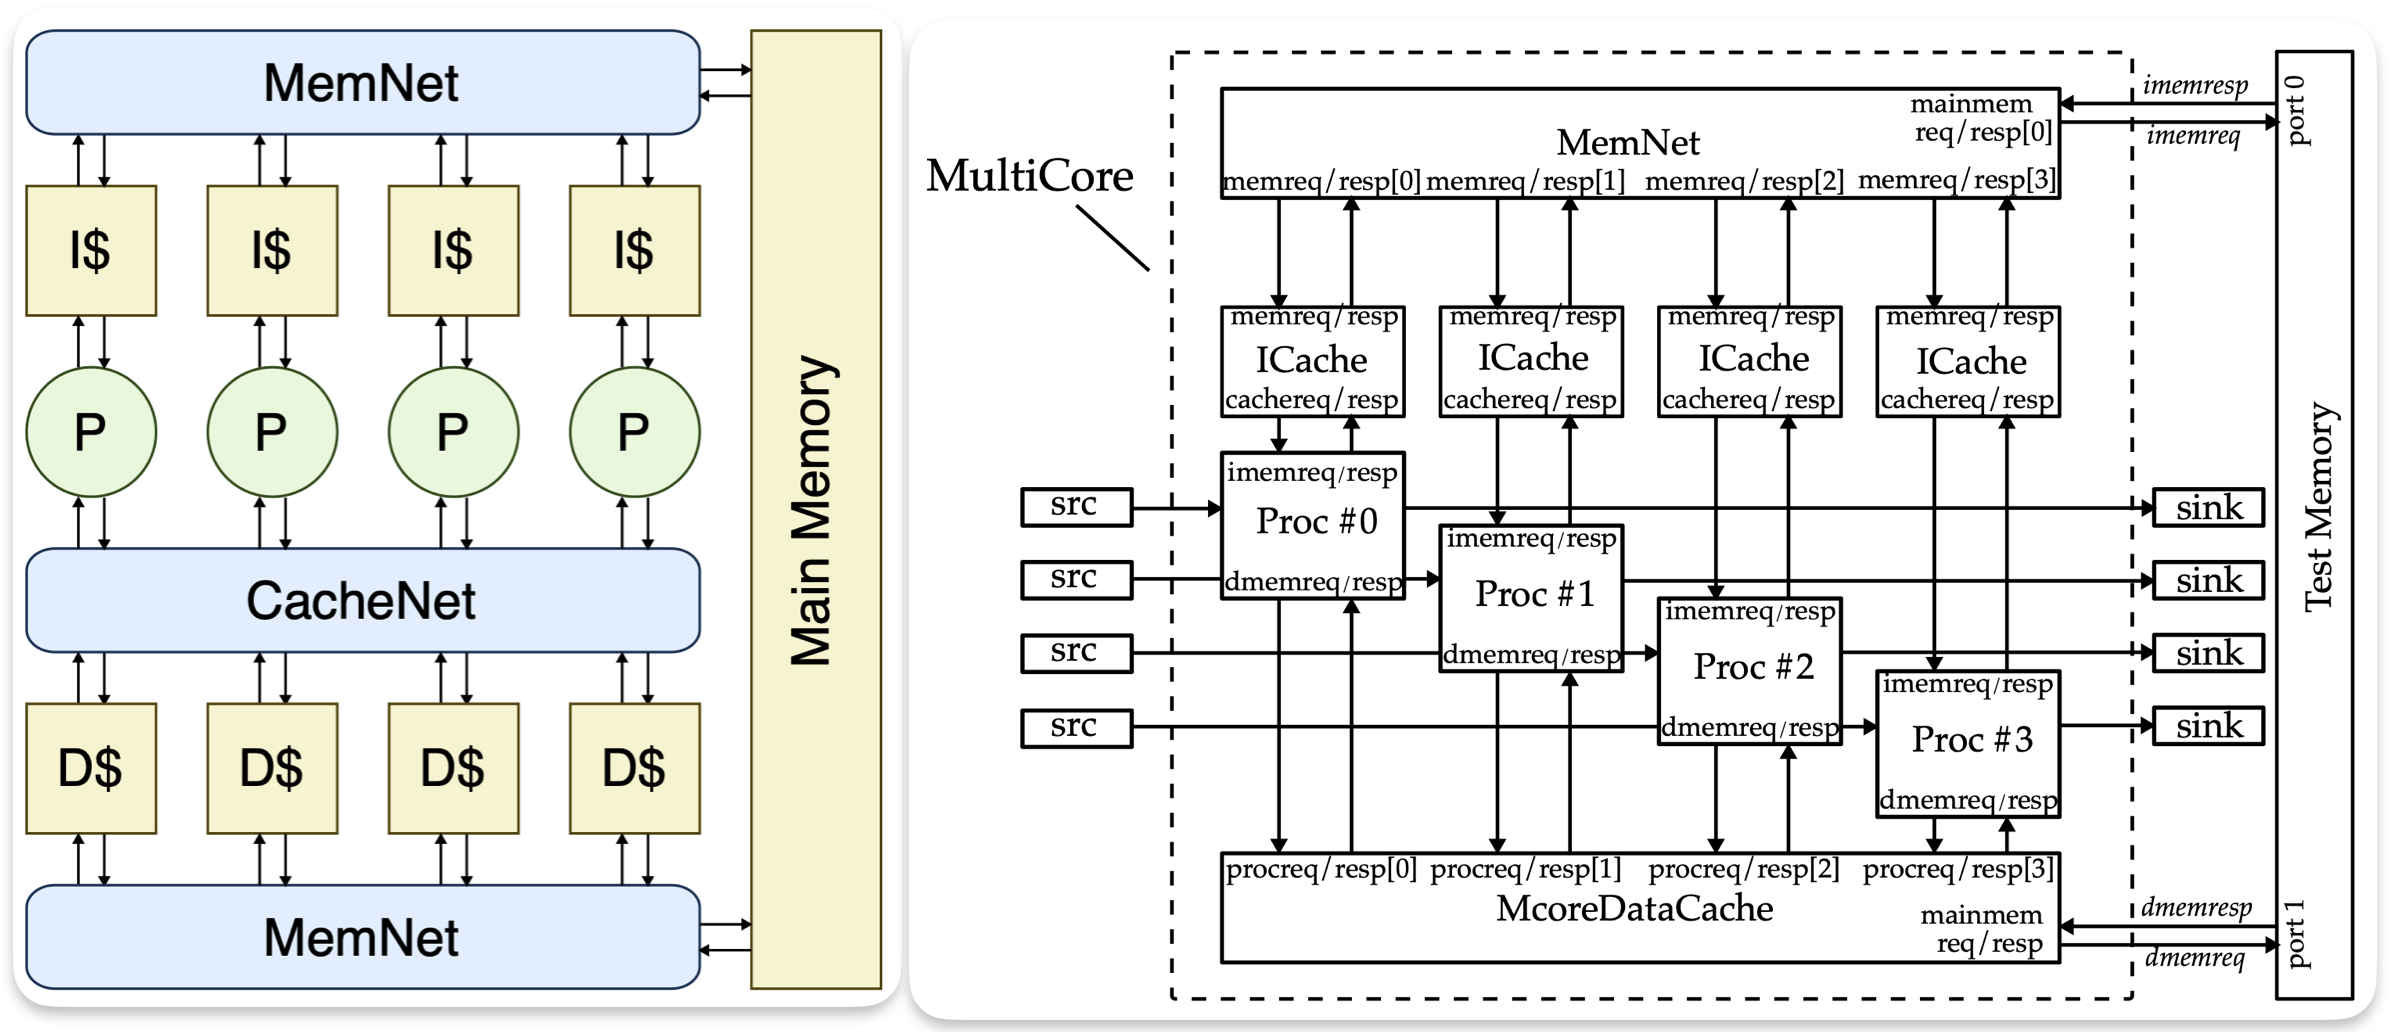 MemNet
I$ I$ I$ I$
P P P P
CacheNet
D$ D$ D$ D$
MemNet
Main Memory
MultiCore
mainmem
req/resp[0]
MemNet
memreq/resp[0] memreq/resp[1] memreq/resp[2] memreq/resp[3]
imemresp
imemreq
port 0
memreq/resp memreq/resp memreq/resp memreq/resp
ICache ICache ICache ICache
cachereq/resp cachereq/resp cachereq/resp cachereq/resp
src
src
src
src
imemreq/resp
Proc #0
dmemreq/resp
imemreq/resp
Proc #1
dmemreq/resp
imemreq/resp
Proc #2
dmemreq/resp
imemreq/resp
Proc #3
dmemreq/resp
sink
sink
sink
sink
Test Memory
procreq/resp[0] procreq/resp[1] procreq/resp[2] procreq/resp[3]
McoreDataCache
mainmem
req/resp
dmemresp
dmemreq
port 1